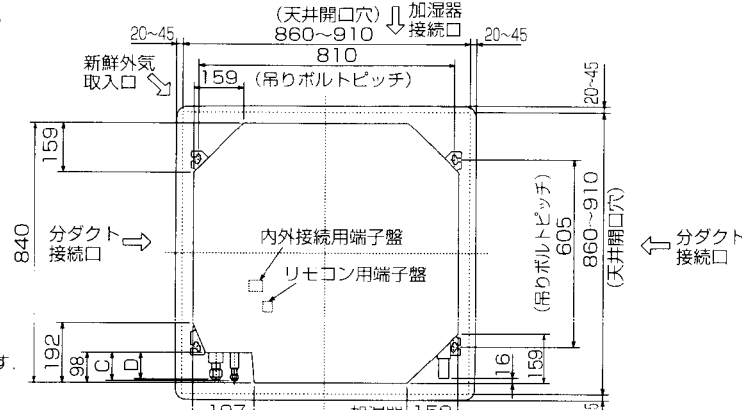 (天井開口穴)
加湿器
接続口
20~45
860~910
20~45
810
新鮮外気
取入口
159
(吊りボルトピッチ)
20~45
159
840
分ダクト
接続口
内外接続用端子盤
リモコン用端子盤
(吊りボルトピッチ)
605
860~910
(天井開口穴)
分ダクト
接続口
192
98
C
D
16
159
す.
加湿器